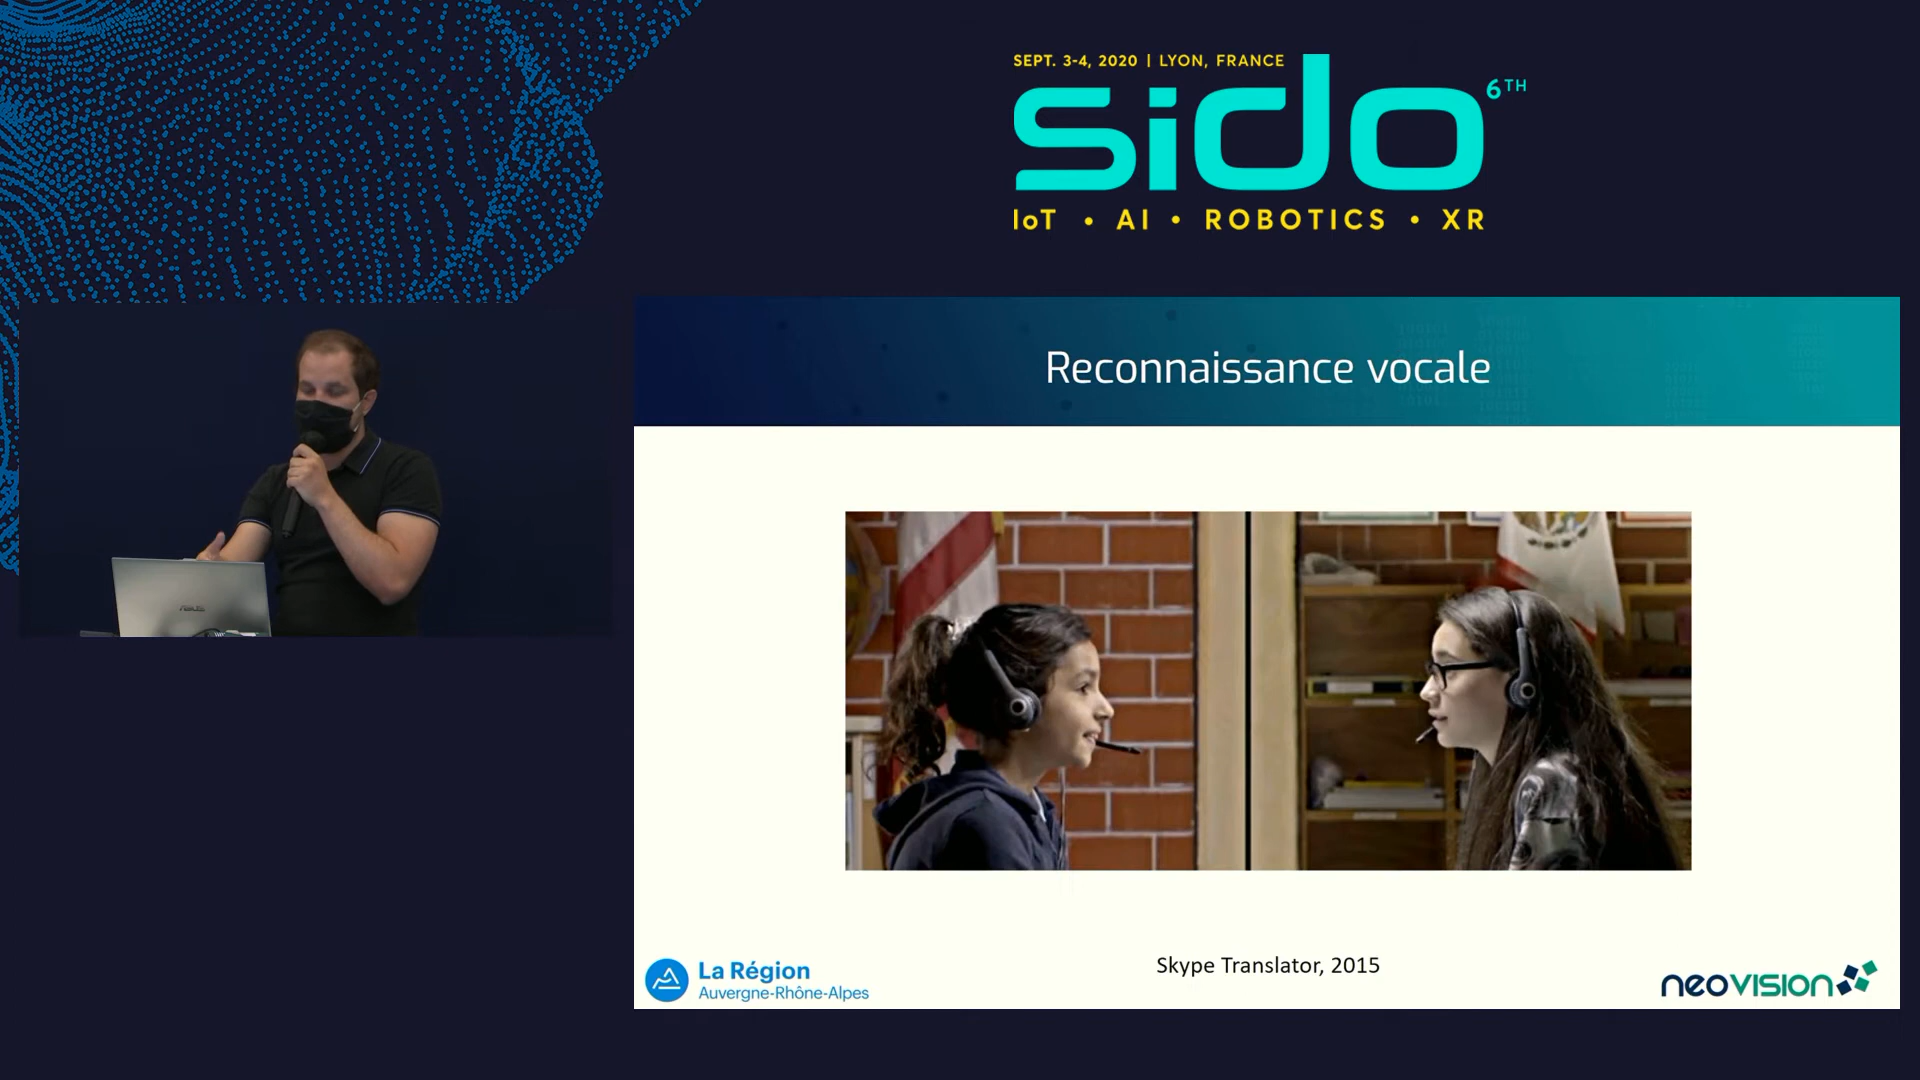 SEPT. 3-4, 2020 | LYON, FRANCE
sido 6TH
IoT • AI • ROBOTICS • XR
Reconnaissance vocale
ASUS
Skype Translator, 2015
La Région
Auvergne-Rhône-Alpes
neovision